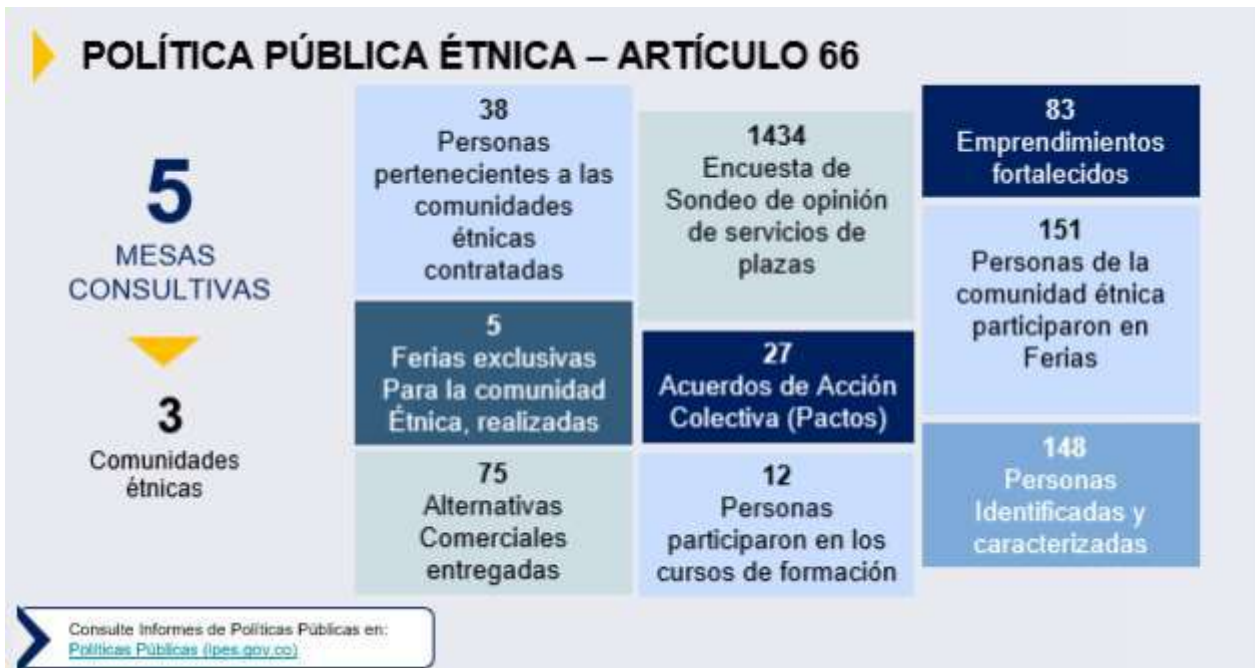 POLÍTICA PÚBLICA ÉTNICA – ARTÍCULO 66
5
MESAS
CONSULTIVAS
3
Comunidades
étnicas
38
Personas
pertenecientes a las
comunidades
étnicas
contratadas
5
Ferias exclusivas
Para la comunidad
Étnica, realizadas
75
Alternativas
Comerciales
entregadas
1434
Encuesta de
Sondeo de opinión
de servicios de
plazas
27
Acuerdos de Acción
Colectiva (Pactos)
12
Personas
participaron en los
cursos de formación
83
Emprendimientos
fortalecidos
151
Personas de la
comunidad étnica
participaron en
Ferias
148
Personas
Identificadas y
caracterizadas
Consulte Informes de Políticas Públicas en:
Políticas Públicas (ipes.gov.co)